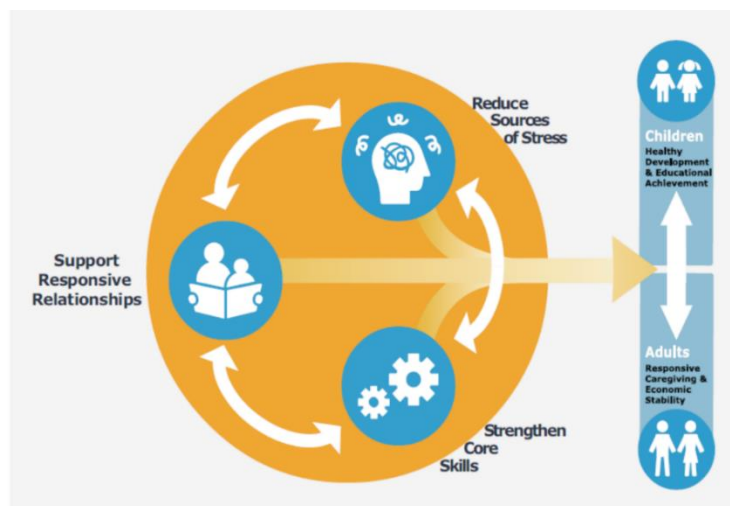 Reduce
Sources
of Stress
Support
Responsive
Relationships
Strengthen
Core
Skills
Children
Healthy
Development
& Educational
Achievement
Adults
Responsive
Caregiving &
Economic
Stability